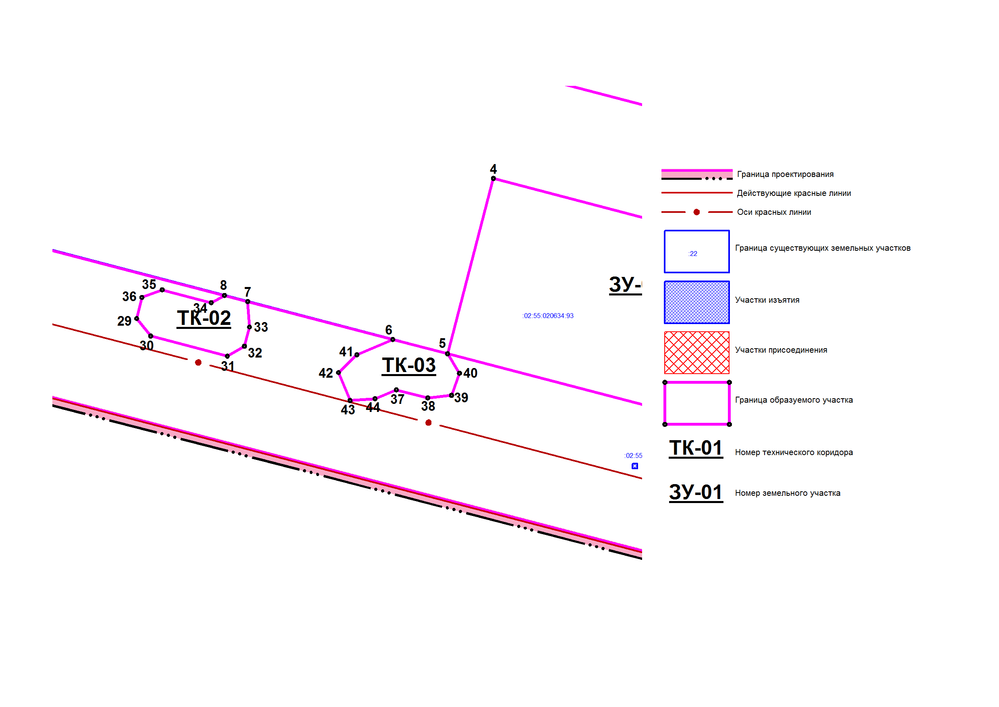 4
Граница проектирования
Действующие красные линии
Оси красных линии
:22
Граница существующих земельных участков
ЗУ-
35
8
7
36
34
ТК-02
29
33
30
32
31
:02:55:020634:93
6
5
41
ТК-03
42
40
37
39
38
43
44
:02:55
Участки изъятия
Участки присоединения
Граница образуемого участка
ТК-01
Номер технического коридора
ЗУ-01
Номер земельного участка